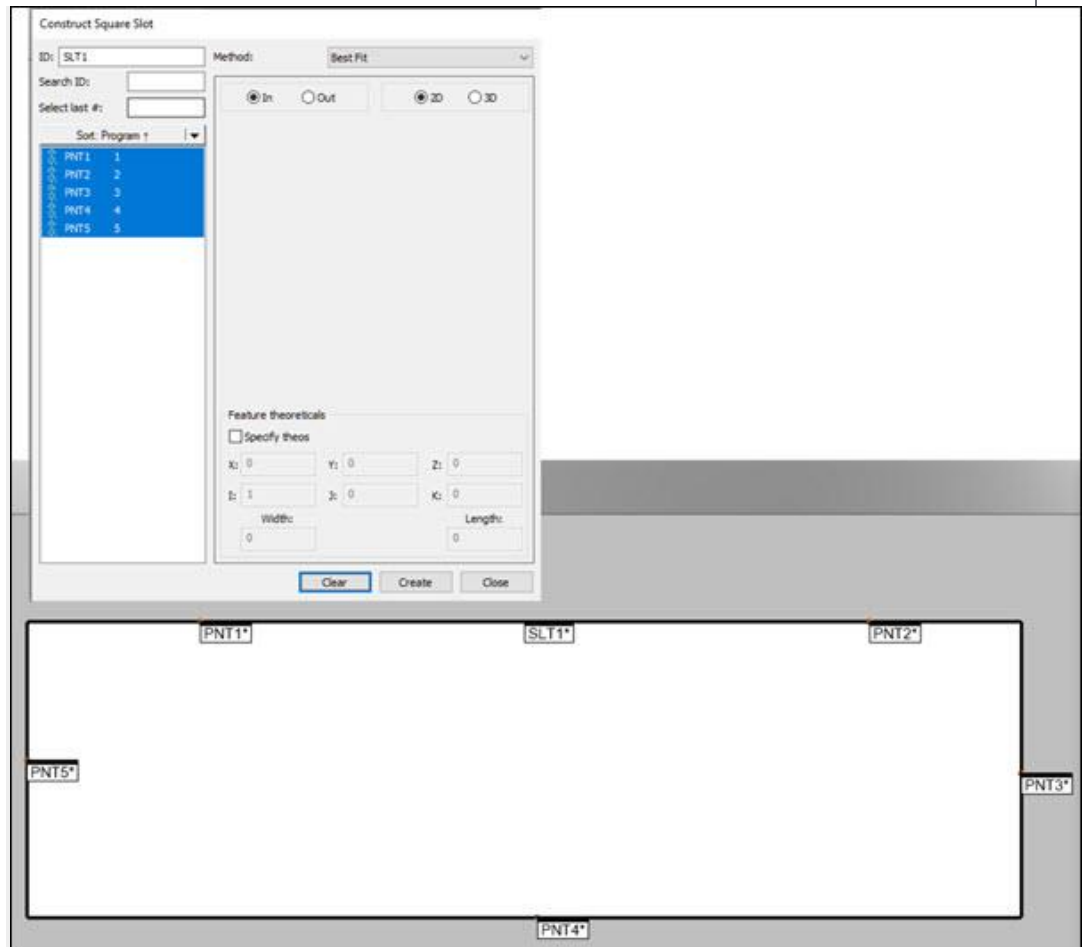 Construct Square Slot
ID: SLT1 Method: Best Fit
Search ID:
Select last #:
In Out 2D 3D
Sort: Program ↑
PNT1 1
PNT2 2
PNT3 3
PNT4 4
PNT5 5
Feature theoreticals
Specify theos
X: 0 Y: 0 Z: 0
I: 1 J: 0 K: 0
Width: Length:
0 0
Clear Create Close
PNT1* SLT1* PNT2*
PNT5*
PNT3*
PNT4*